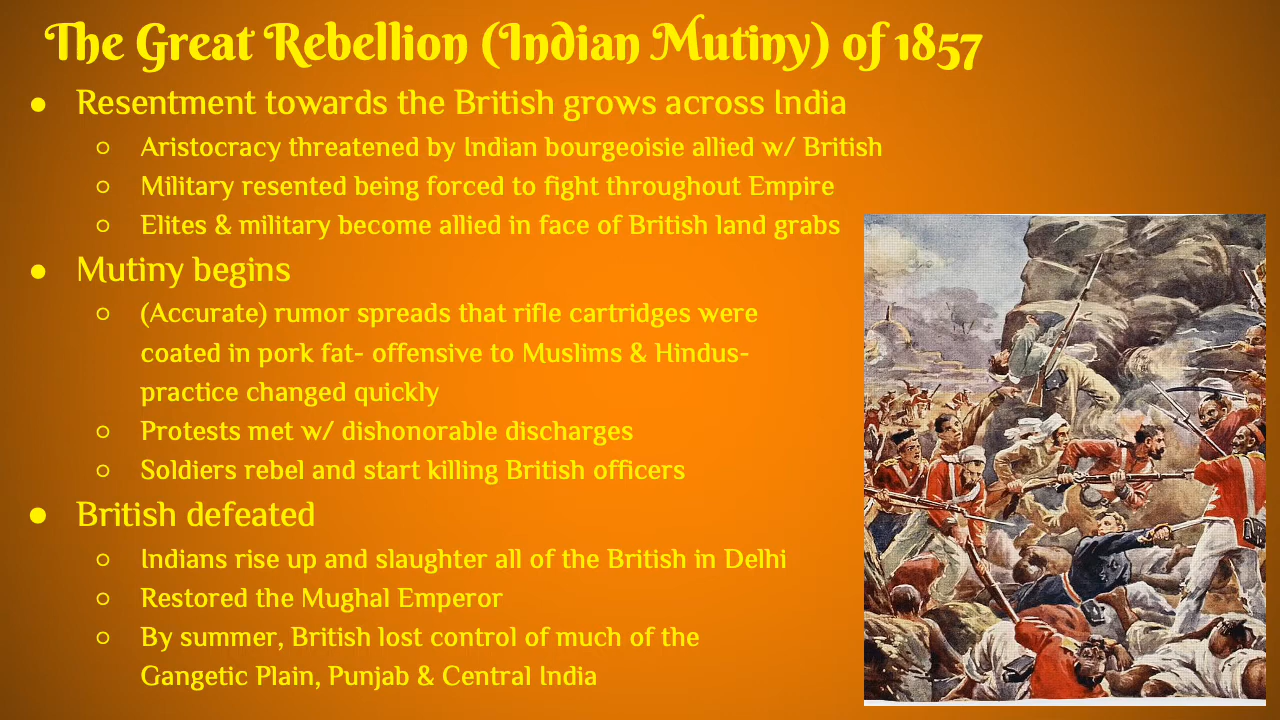 The Great Rebellion (Indian Mutiny) of 1857
● Resentment towards the British grows across India
○ Aristocracy threatened by Indian bourgeoisie allied w/ British
○ Military resented being forced to fight throughout Empire
○ Elites & military become allied in face of British land grabs
● Mutiny begins
○ (Accurate) rumor spreads that rifle cartridges were
coated in pork fat- offensive to Muslims & Hindus-
practice changed quickly
○ Protests met w/ dishonorable discharges
○ Soldiers rebel and start killing British officers
● British defeated
○ Indians rise up and slaughter all of the British in Delhi
○ Restored the Mughal Emperor
○ By summer, British lost control of much of the
Gangetic Plain, Punjab & Central India